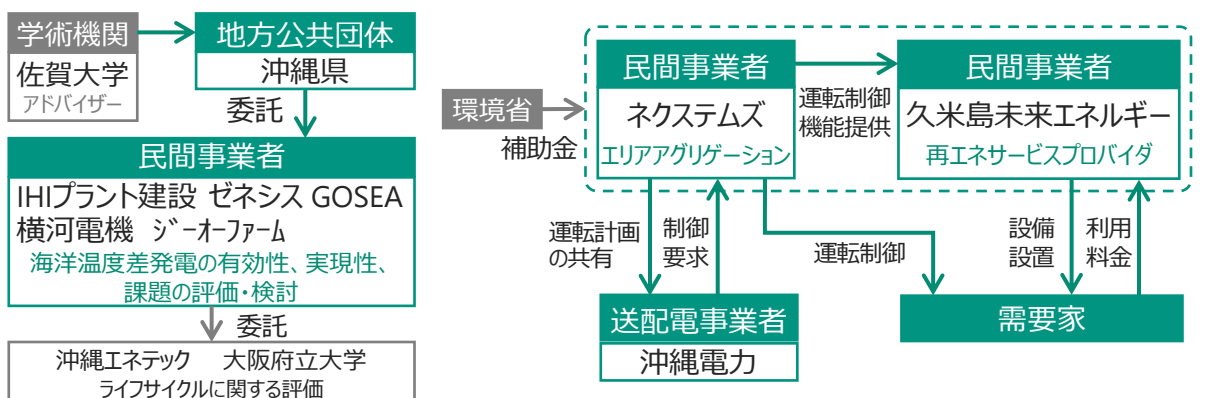 学術機関
佐賀大学
アドバイザー
地方公共団体
沖縄県
委託
民間事業者
IHIプラント建設 ゼネシス GOSEA
横河電機 ジーオーファーム
海洋温度差発電の有効性、実現性、
課題の評価・検討
委託
沖縄エネテック 大阪府立大学
ライフサイクルに関する評価
環境省
補助金
民間事業者
ネクステムズ
エリアアグリゲーション
運転制御
機能提供
民間事業者
久米島未来エネルギー
再エネサービスプロバイダ
運転計画
の共有
制御
要求
運転制御
設備
設置
利用
料金
送配電事業者
沖縄電力
需要家